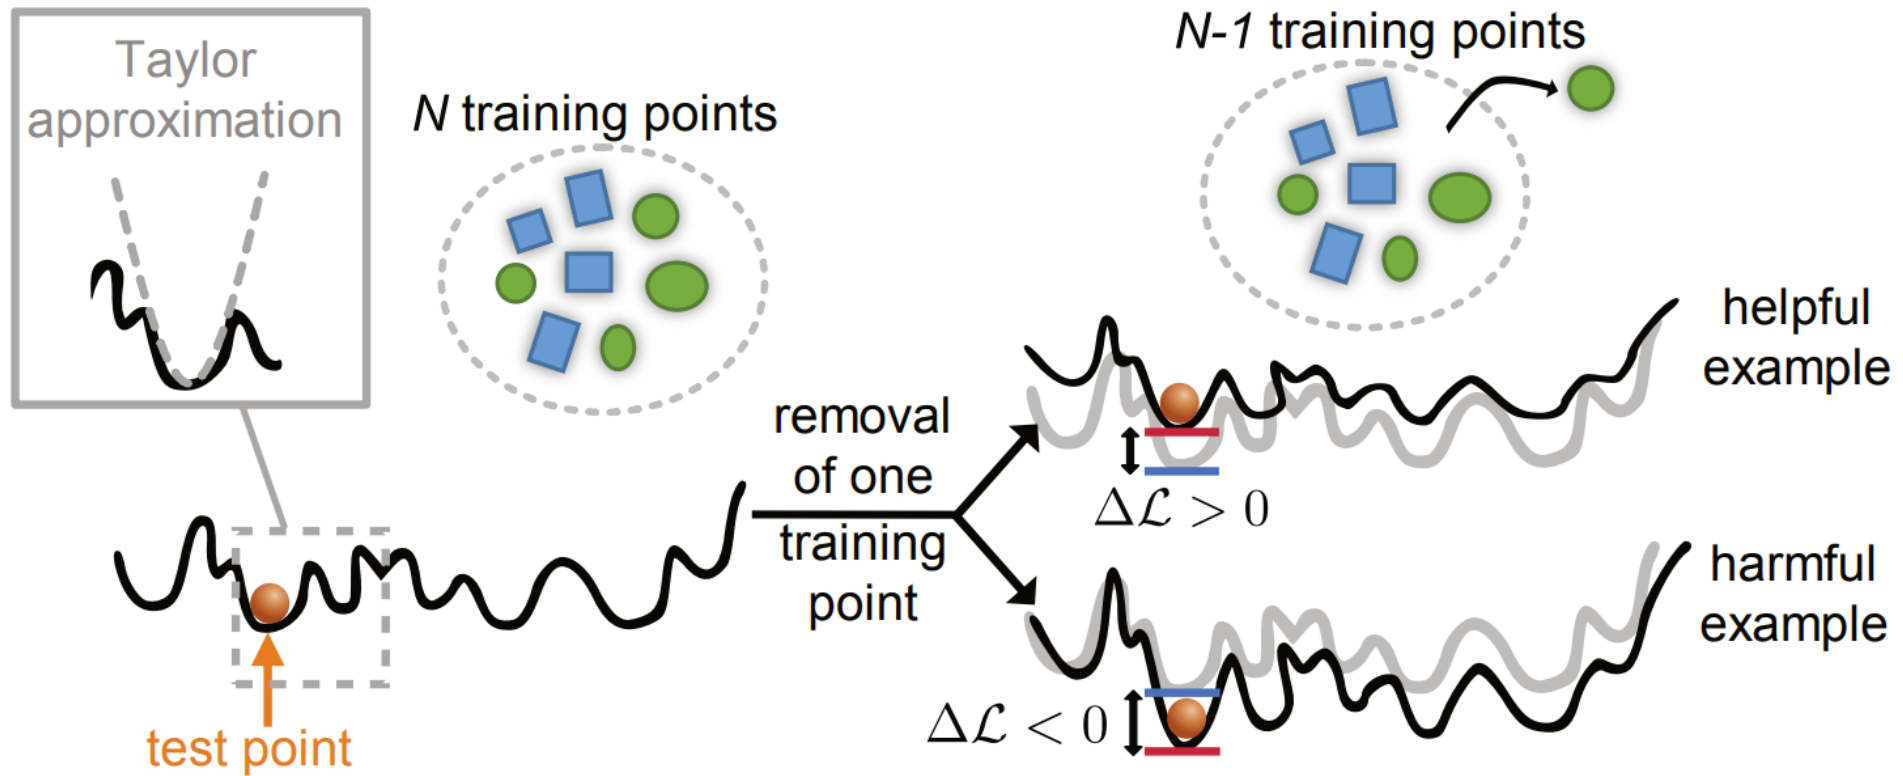 Taylor
approximation
N training points
N-1 training points
removal
of one
training
point
helpful
example
Δℒ > 0
harmful
example
Δℒ < 0
test point